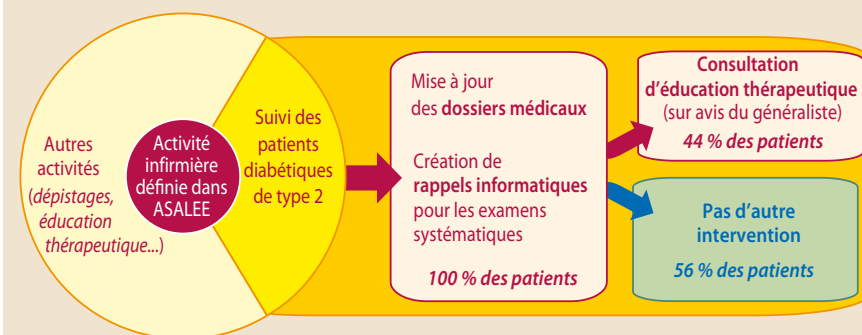 Autres
activités
(dépistages,
éducation
thérapeutique...)
Activité
infirmière
définie dans
ASALEE
Suivi des
patients
diabétiques
de type 2
Mise à jour
des dossiers médicaux
Création de
rappels informatiques
pour les examens
systématiques
100 % des patients
Consultation
d’éducation thérapeutique
(sur avis du généraliste)
44 % des patients
Pas d’autre
intervention
56 % des patients